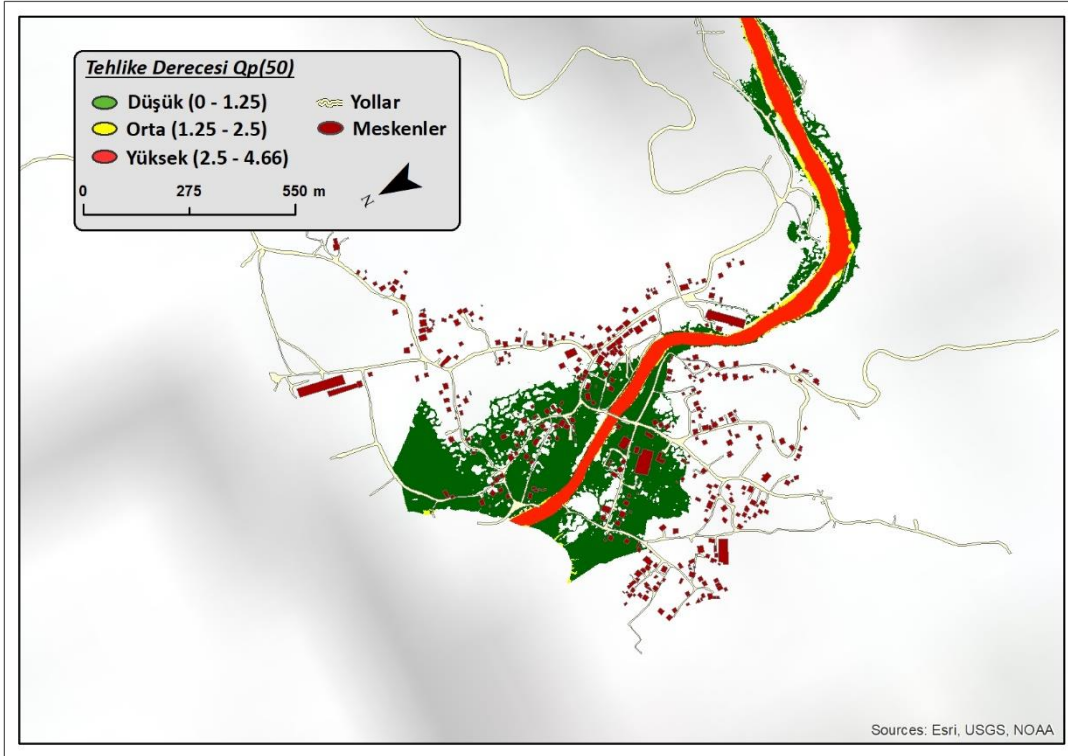 Tehlike Derecesi Qp(50)
Düşük (0 - 1.25)
Yollar
Orta (1.25 - 2.5)
Meskenler
Yüksek (2.5 - 4.66)
0 275 550 m
N
Sources: Esri, USGS, NOAA